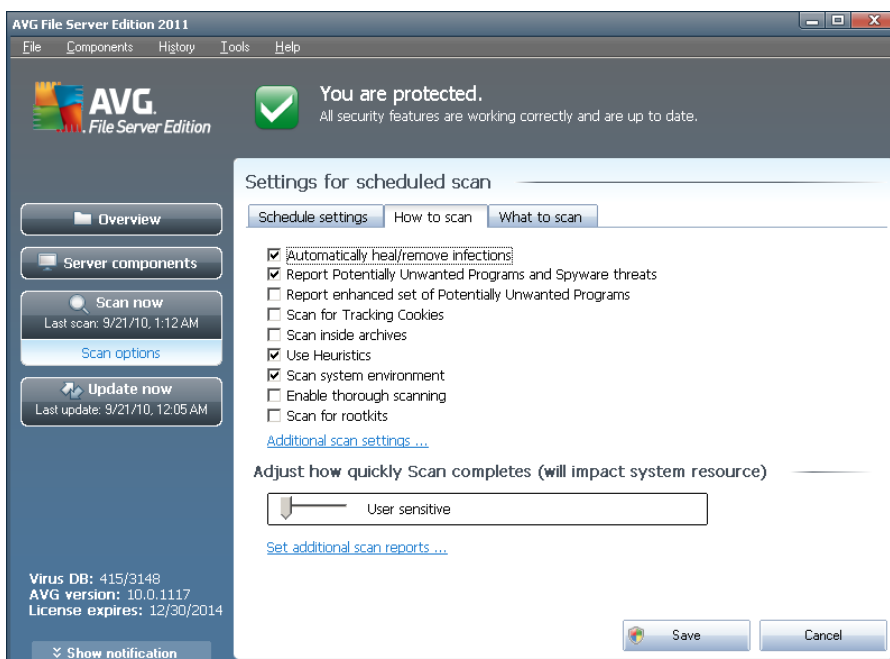 AVG File Server Edition 2011
File Components History Tools Help
AVG.
File Server Edition
You are protected.
All security features are working correctly and are up to date.
Overview
Server components
Scan now
Last scan: 9/21/10, 1:12 AM
Scan options
Update now
Last update: 9/21/10, 12:05 AM
Virus DB: 415/3148
AVG version: 10.0.1117
License expires: 12/30/2014
Show notification
Settings for scheduled scan
Schedule settings How to scan What to scan
Automatically heal/remove infections
Report Potentially Unwanted Programs and Spyware threats
Report enhanced set of Potentially Unwanted Programs
Scan for Tracking Cookies
Scan inside archives
Use Heuristics
Scan system environment
Enable thorough scanning
Scan for rootkits
Additional scan settings ...
Adjust how quickly Scan completes (will impact system resource)
User sensitive
Set additional scan reports ...
Save Cancel